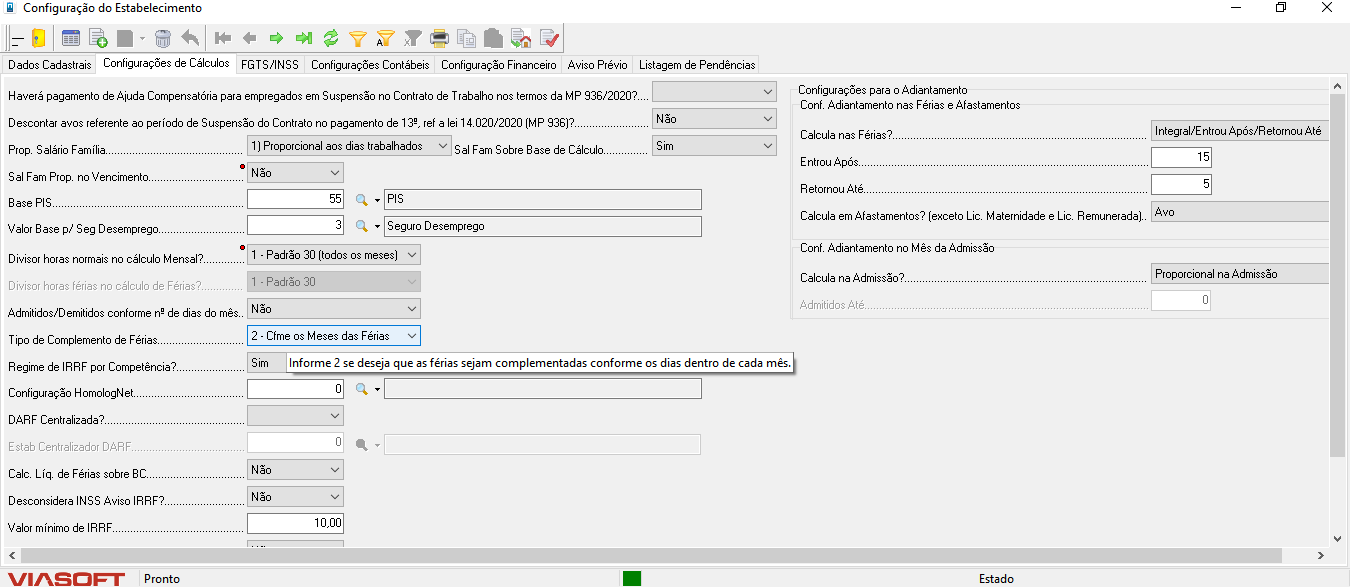 Configuração do Estabelecimento
Dados Cadastrais Configurações de Cálculos FGTS/INSS Configurações Contábeis Configuração Financeiro Aviso Prévio Listagem de Pendências
Haverá pagamento de Ajuda Compensatória para empregados em Suspensão no Contrato de Trabalho nos termos da MP 936/2020?....
Descontar avos referente ao período de Suspensão do Contrato no pagamento de 13º, ref a lei 14.020/2020 (MP 936)?........................ Não
Prop. Salário Família............................................ 1) Proporcional aos dias trabalhados Sal Fam Sobre Base de Cálculo............... Sim
Sal Fam Prop. no Vencimento............................... Não
Base PIS............................................................... 55 PIS
Valor Base p/ Seg Desemprego............................ 3 Seguro Desemprego
Divisor horas normais no cálculo Mensal?............. 1 - Padrão 30 (todos os meses)
Divisor horas férias no cálculo de Férias?............. 1 - Padrão 30
Admitidos/Demitidos conforme nº de dias do mês.. Não
Tipo de Complemento de Férias............................ 2 - Cfme os Meses das Férias
Regime de IRRF por Competência?...................... Sim
Informe 2 se deseja que as férias sejam complementadas conforme os dias dentro de cada mês.
Configuração HomologNet.................................... 0
DARF Centralizada?.............................................
Estab Centralizador DARF.................................... 0
Calc. Líq. de Férias sobre BC............................... Não
Desconsidera INSS Aviso IRRF?.......................... Não
Valor mínimo de IRRF........................................... 10,00
Configurações para o Adiantamento
Conf. Adiantamento nas Férias e Afastamentos
Calcula nas Férias?.............................................................. Integral/Entrou Após/Retornou Até
Entrou Após........................................................................ 15
Retornou Até....................................................................... 5
Calcula em Afastamentos? (exceto Lic. Maternidade e Lic. Remunerada).. Avo
Conf. Adiantamento no Mês da Admissão
Calcula na Admissão?.......................................................... Proporcional na Admissão
Admitidos Até...................................................................... 0
VIASOFT Pronto Estado